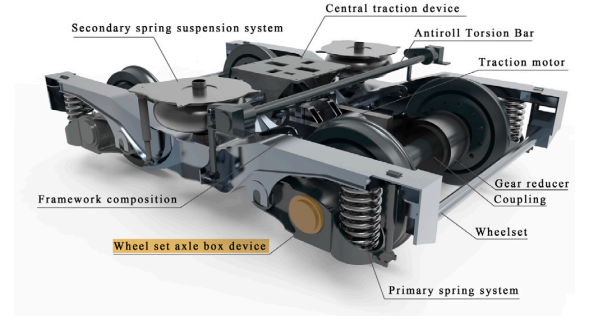 Central traction device
Secondary spring suspension system
Antiroll Torsion Bar
Traction motor
Gear reducer
Framework composition
Coupling
Wheelset
Wheel set axle box device
Primary spring system